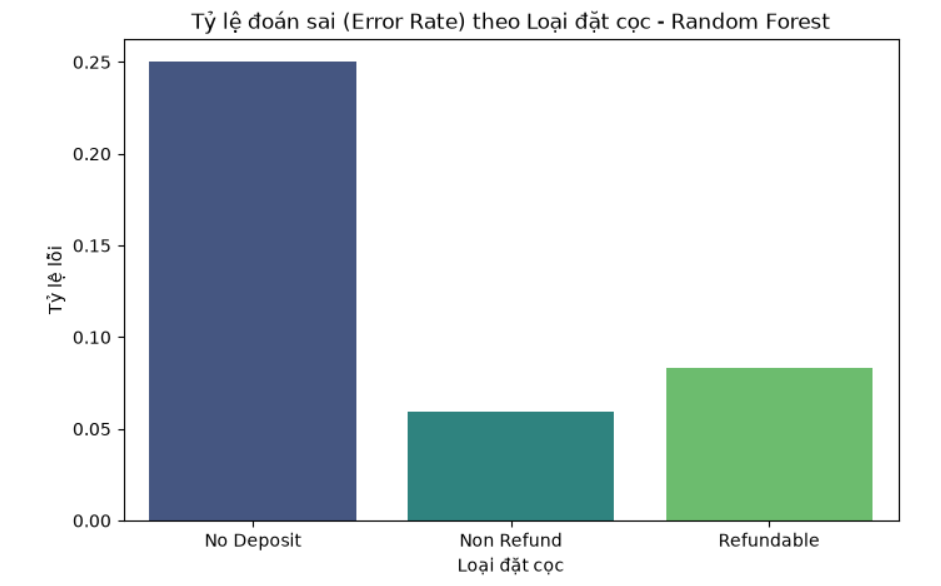 Tỷ lệ đoán sai (Error Rate) theo Loại đặt cọc - Random Forest
Tỷ lệ lỗi
0.25
0.20
0.15
0.10
0.05
0.00
No Deposit
Non Refund
Refundable
Loại đặt cọc